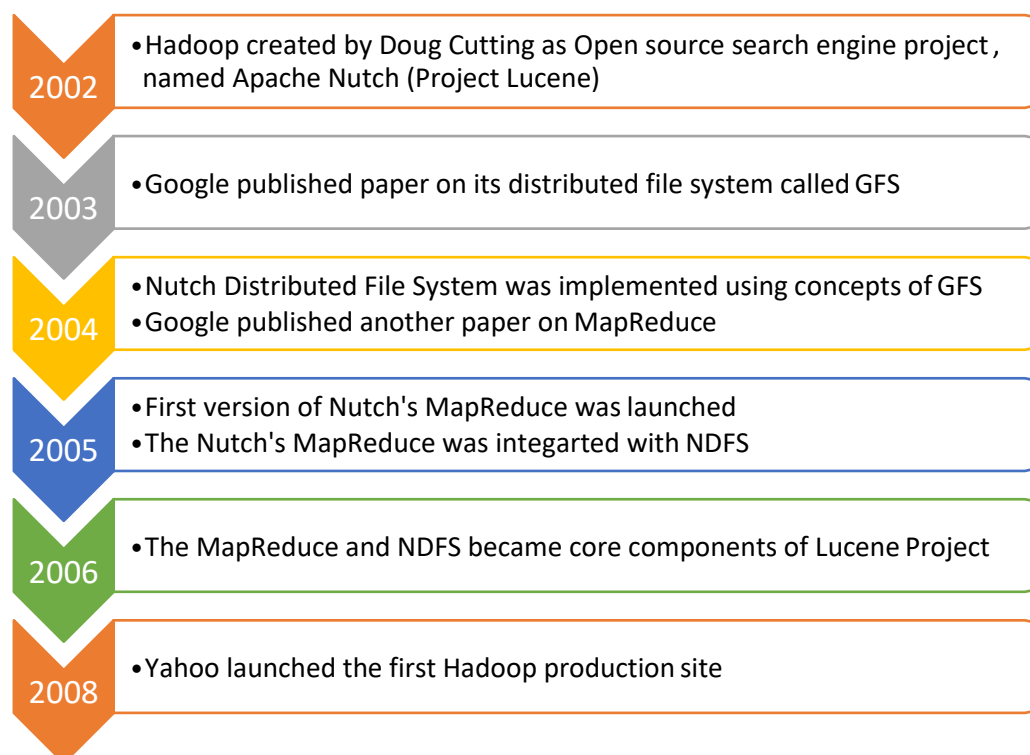 2002
•Hadoop created by Doug Cutting as Open source search engine project ,
named Apache Nutch (Project Lucene)
2003
•Google published paper on its distributed file system called GFS
2004
•Nutch Distributed File System was implemented using concepts of GFS
•Google published another paper on MapReduce
2005
•First version of Nutch's MapReduce was launched
•The Nutch's MapReduce was integarted with NDFS
2006
•The MapReduce and NDFS became core components of Lucene Project
2008
•Yahoo launched the first Hadoop production site